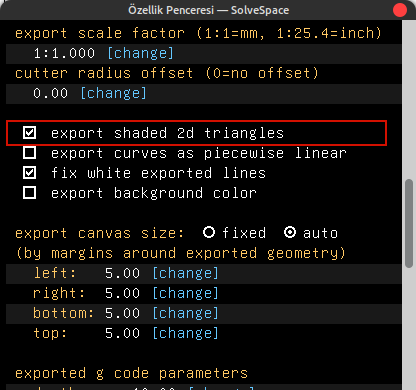 Özellik Penceresi — SolveSpace
export scale factor (1:1=mm, 1:25.4=inch)
1:1.000 [change]
cutter radius offset (0=no offset)
0.00 [change]
export shaded 2d triangles
export curves as piecewise linear
fix white exported lines
export background color
export canvas size: fixed auto
(by margins around exported geometry)
left: 5.00 [change]
right: 5.00 [change]
bottom: 5.00 [change]
top: 5.00 [change]
exported g code parameters